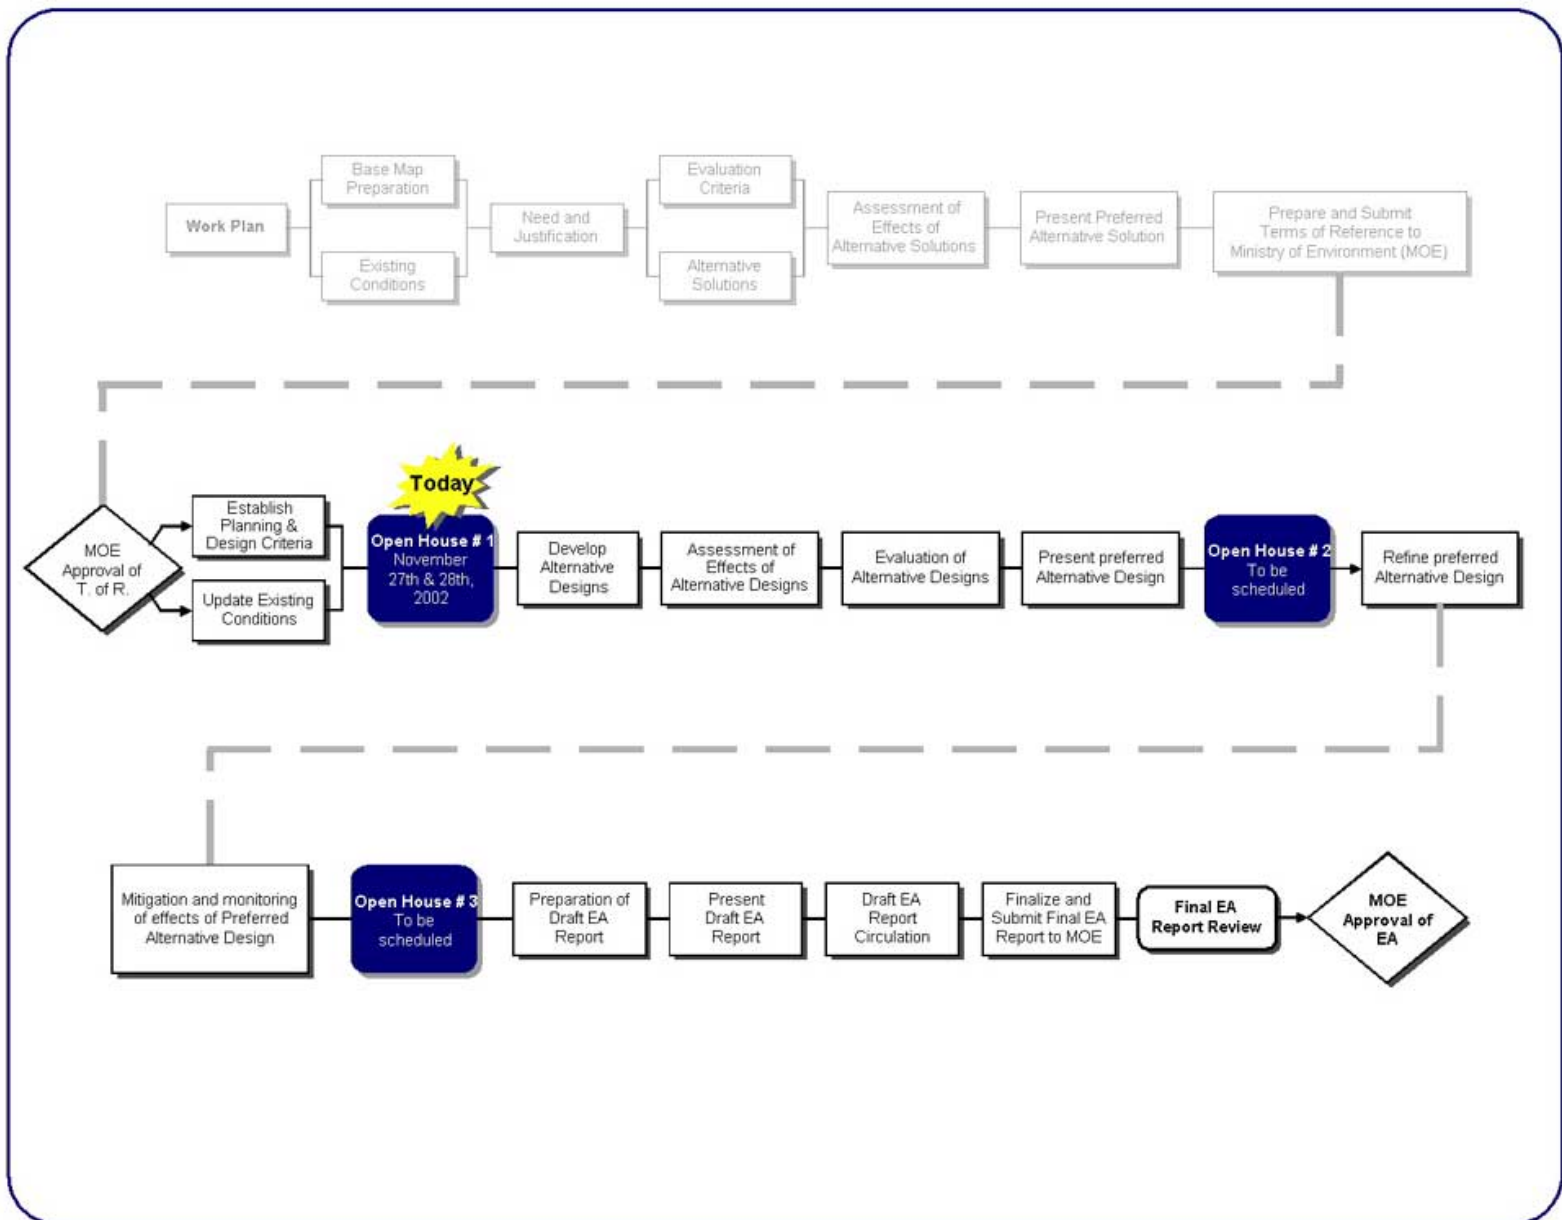 Work Plan
Base Map
Preparation
Existing
Conditions
Need and
Justification
Evaluation
Criteria
Alternative
Solutions
Assessment of
Effects of
Alternative Solutions
Present Preferred
Alternative Solution
Prepare and Submit
Terms of Reference to
Ministry of Environment (MOE)
MOE
Approval of
T. of R.
Establish
Planning &
Design Criteria
Update Existing
Conditions
Today
Open House # 1
November
27th & 28th,
2002
Develop
Alternative
Designs
Assessment of
Effects of
Alternative Designs
Evaluation of
Alternative Designs
Present preferred
Alternative Design
Open House # 2
To be
scheduled
Refine preferred
Alternative Design
Mitigation and monitoring
of effects of Preferred
Alternative Design
Open House # 3
To be
scheduled
Preparation of
Draft EA
Report
Present
Draft EA
Report
Draft EA
Report
Circulation
Finalize and
Submit Final EA
Report to MOE
Final EA
Report Review
MOE
Approval of
EA